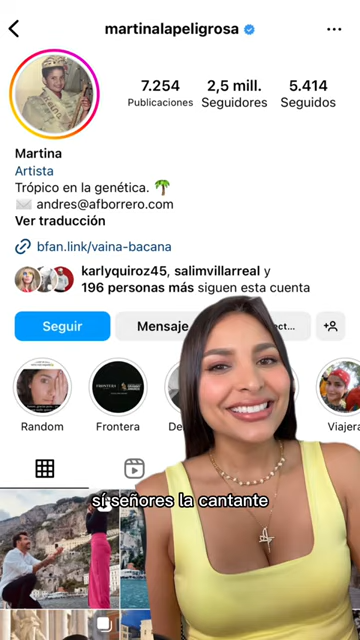 martinalapeligrosa
7.254 2,5 mill. 5.414
Publicaciones Seguidores Seguidos
Martina
Artista
Trópico en la genética. 🌴
✉️ andres@afborrero.com
Ver traducción
bfan.link/vaina-bacana
karlyquiroz45, salimvillarreal y
196 personas más siguen esta cuenta
Seguir Mensaje ect...
Random Frontera De Viajera
sí señores la cantante